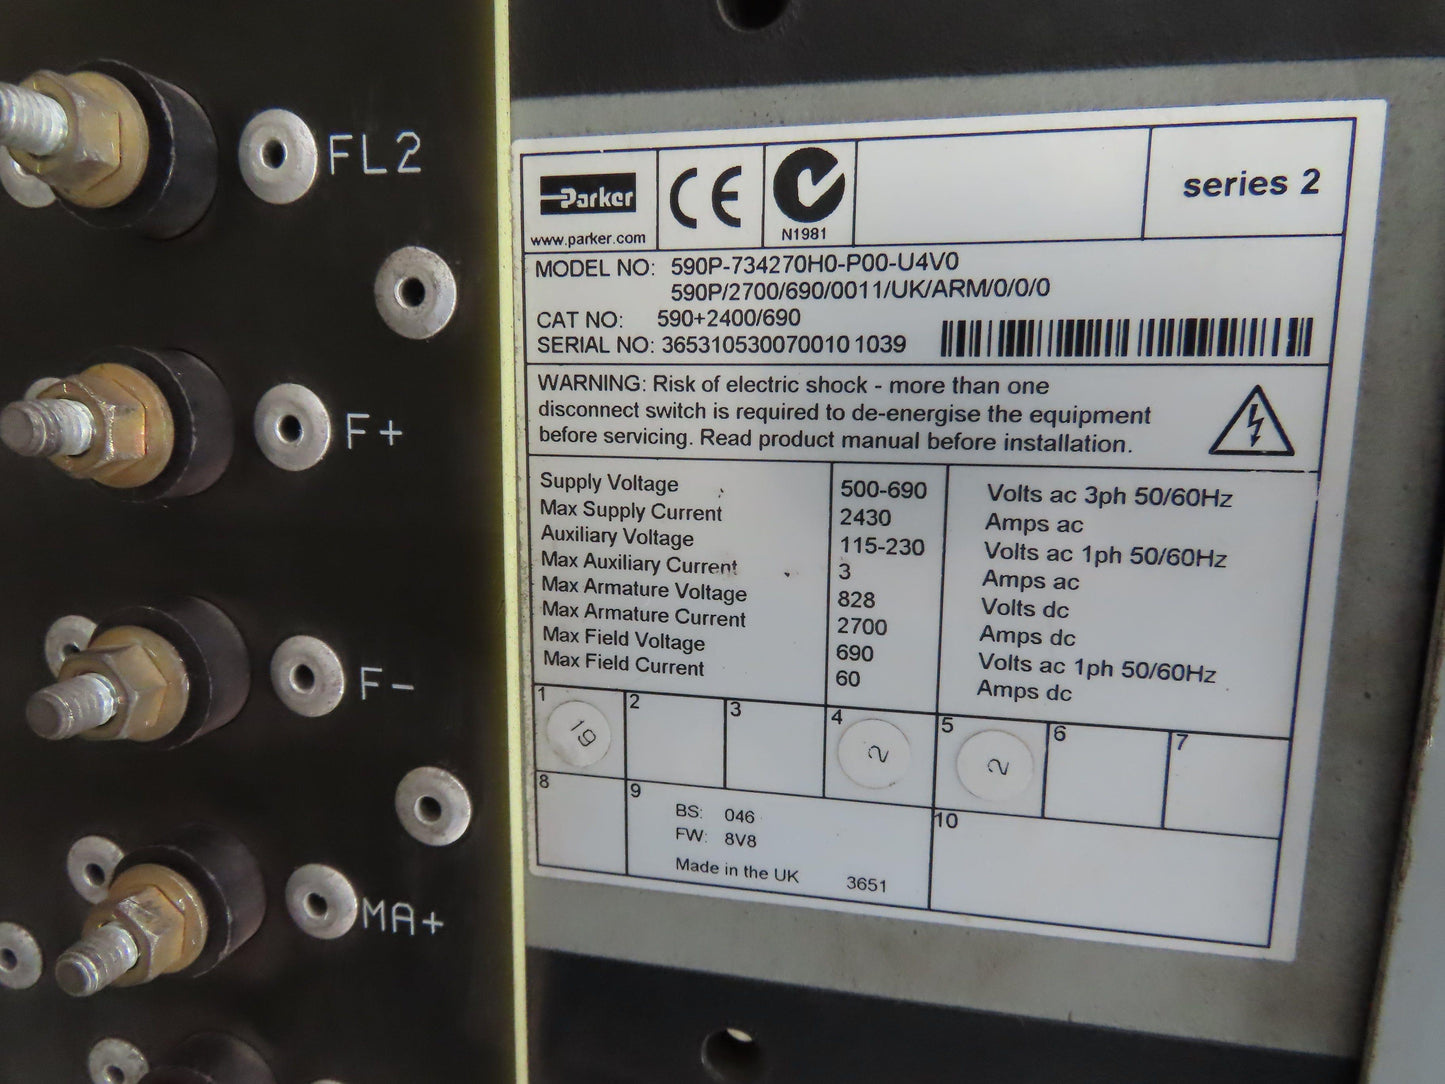 FL2
F+
F-
MA+
Parker
www.parker.com
CE
N1981
series 2
MODEL NO: 590P-734270H0-P00-U4V0
590P/2700/690/0011/UK/ARM/0/0/0
CAT NO: 590+2400/690
SERIAL NO: 36531053007001 0 1039
WARNING: Risk of electric shock - more than one
disconnect switch is required to de-energise the equipment
before servicing. Read product manual before installation.
Supply Voltage 500-690 Volts ac 3ph 50/60Hz
Max Supply Current 2430 Amps ac
Auxiliary Voltage 115-230 Volts ac 1ph 50/60Hz
Max Auxiliary Current 3 Amps ac
Max Armature Voltage 828 Volts dc
Max Armature Current 2700 Amps dc
Max Field Voltage 690 Volts ac 1ph 50/60Hz
Max Field Current 60 Amps dc
1 19 2 3 4 2 5 2 6 7
8 9 10
BS: 046
FW: 8V8
Made in the UK 3651